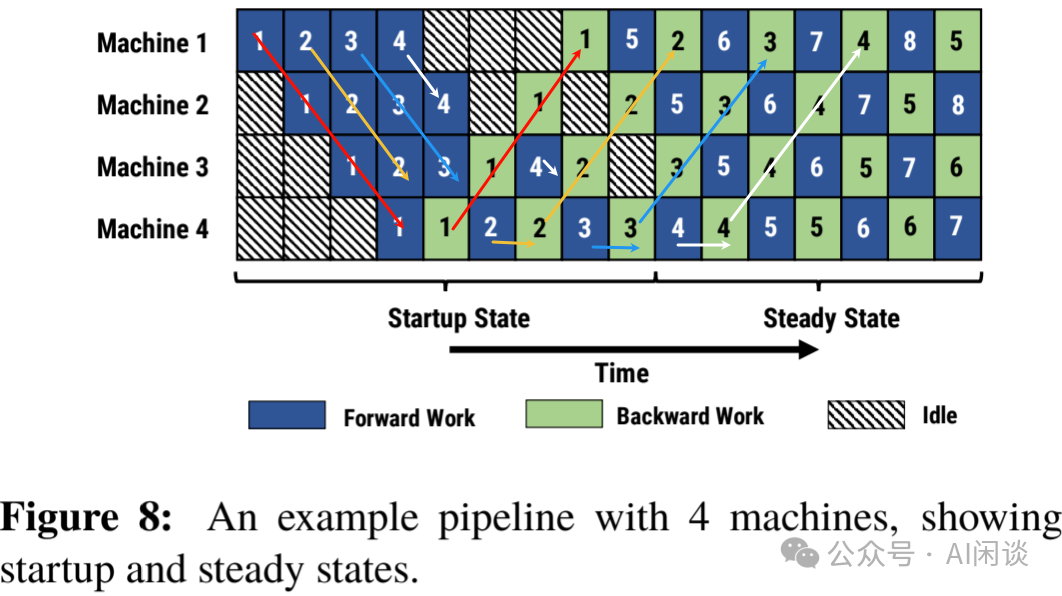 Machine 1 1 2 3 4 1 5 2 6 3 7 4 8 5
Machine 2 1 2 3 4 1 2 5 3 6 4 7 5 8
Machine 3 1 2 3 1 4 2 3 5 4 6 5 7 6
Machine 4 1 1 2 2 3 3 4 4 5 5 6 6 7
Startup State Steady State
Time
Forward Work Backward Work Idle
Figure 8: An example pipeline with 4 machines, showing
startup and steady states.
公众号 · AI闲谈